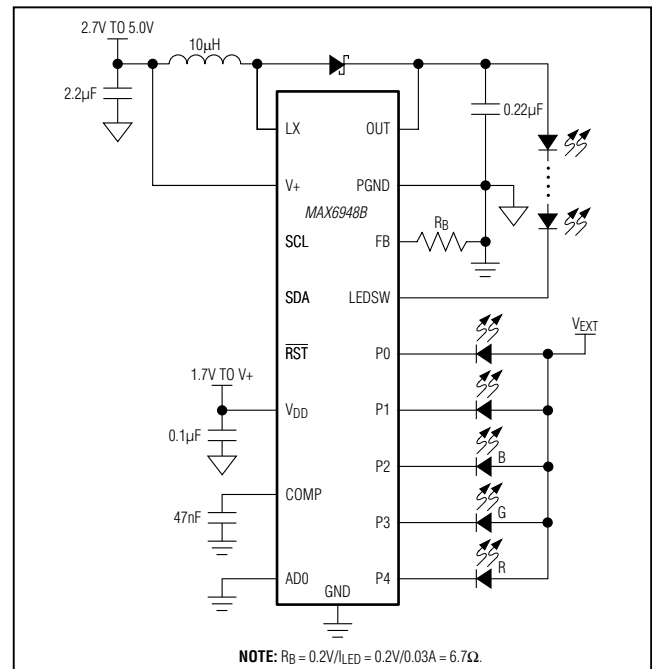 2.7V TO 5.0V
10µH
2.2µF
0.22µF
LX
OUT
V+
PGND
MAX6948B
SCL
FB
RB
SDA
LEDSW
VEXT
RST
P0
1.7V TO V+
VDD
P1
0.1µF
P2
B
COMP
47nF
P3
G
AD0
P4
R
GND
NOTE: RB = 0.2V/ILED = 0.2V/0.03A = 6.7Ω.